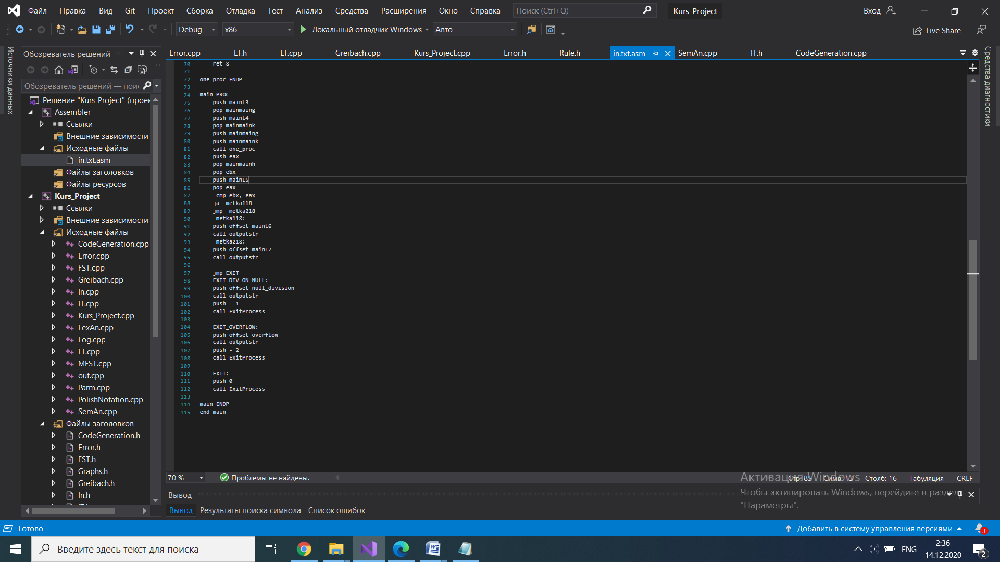 Файл Правка Вид Git Проект Сборка Отладка Тест Анализ Средства Расширения Окно Справка Поиск (Ctrl+Q) Kurs_Project Вход
Debug x86 Локальный отладчик Windows Авто Live Share
Источники данных
Обозреватель решений
Обозреватель решений — пои
Решение "Kurs_Project" (проек
Assembler
Ссылки
Внешние зависимости
Исходные файлы
in.txt.asm
Файлы заголовков
Файлы ресурсов
Kurs_Project
Ссылки
Внешние зависимости
Исходные файлы
CodeGeneration.cpp
Error.cpp
FST.cpp
Greibach.cpp
In.cpp
IT.cpp
Kurs_Project.cpp
LexAn.cpp
Log.cpp
LT.cpp
MFST.cpp
out.cpp
Parm.cpp
PolishNotation.cpp
SemAn.cpp
Файлы заголовков
CodeGeneration.h
Error.h
FST.h
Graphs.h
Greibach.h
In.h
Error.cpp LT.h LT.cpp Greibach.cpp Kurs_Project.cpp Error.h Rule.h in.txt.asm SemAn.cpp IT.h CodeGeneration.cpp
70 ret 8
71
72 one_proc ENDP
73
74 main PROC
75 push mainL3
76 pop mainmaing
77 push mainL4
78 pop mainmaink
79 push mainmaing
80 push mainmaink
81 call one_proc
82 push eax
83 pop mainmainh
84 pop ebx
85 push mainL5
86 pop eax
87 cmp ebx, eax
88 ja metka118
89 jmp metka218
90 metka118:
91 push offset mainL6
92 call outputstr
93 metka218:
94 push offset mainL7
95 call outputstr
96
97 jmp EXIT
98 EXIT_DIV_ON_NULL:
99 push offset null_division
100 call outputstr
101 push - 1
102 call ExitProcess
103
104 EXIT_OVERFLOW:
105 push offset overflow
106 call outputstr
107 push - 2
108 call ExitProcess
109
110 EXIT:
111 push 0
112 call ExitProcess
113
114 main ENDP
115 end main
Средства диагностики
70 % Проблемы не найдены. Стр: 85 Симв: 13 Столб: 16 Табуляция CRLF
Активация Windows
Чтобы активировать Windows, перейдите в раздел
"Параметры".
Вывод
Вывод Результаты поиска символа Список ошибок
Готово Добавить в систему управления версиями 3
Введите здесь текст для поиска ENG 2:36
14.12.2020 2